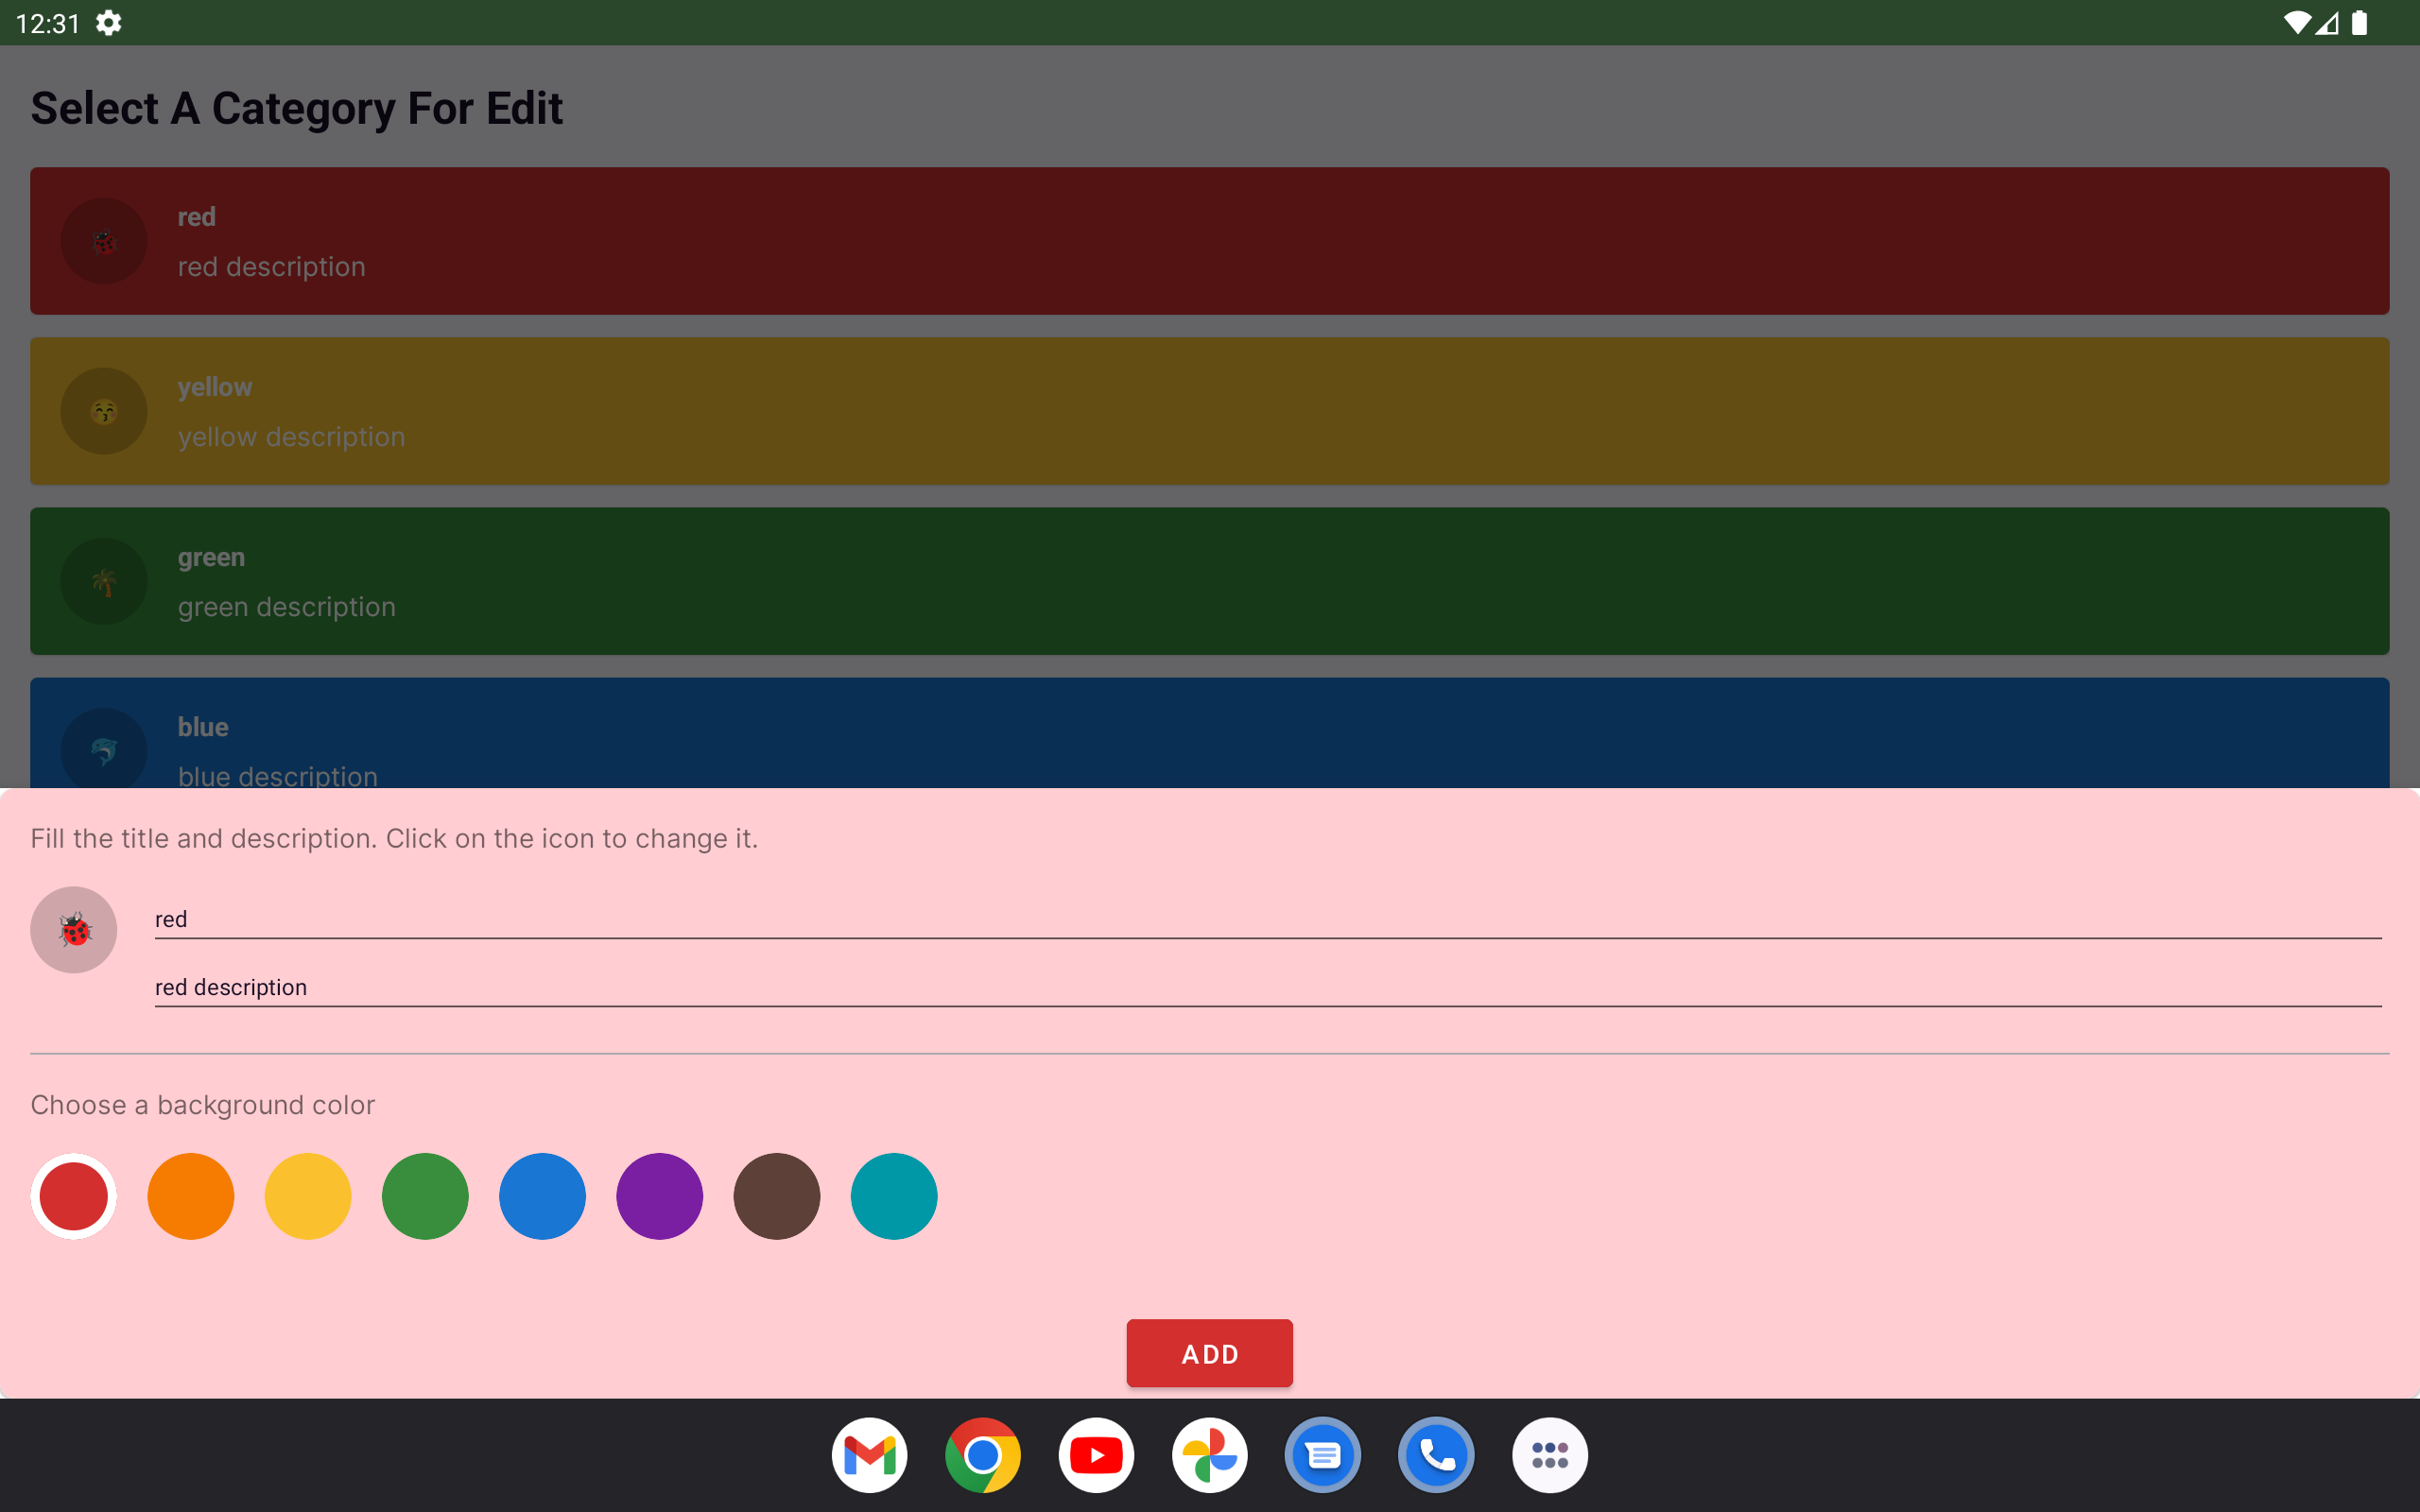 12:31
Select A Category For Edit
red
red description
yellow
yellow description
green
green description
blue
blue description
Fill the title and description. Click on the icon to change it.
red
red description
Choose a background color
ADD